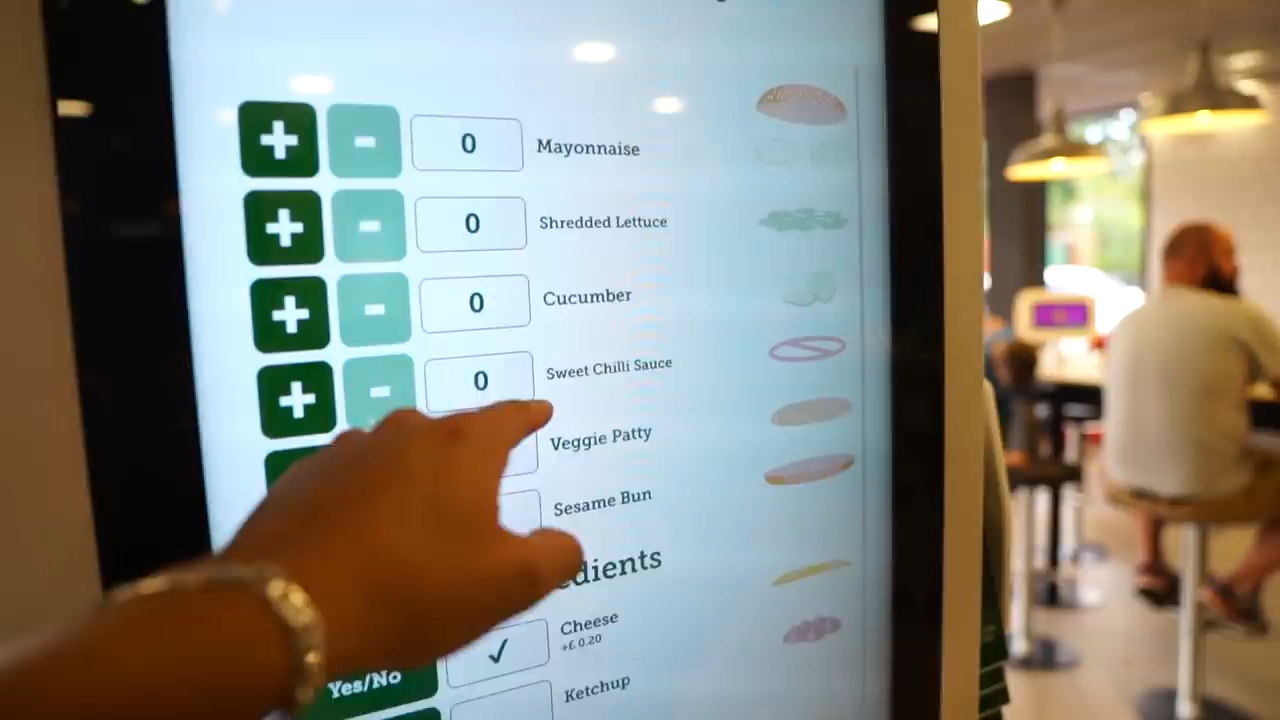 + - 0 Mayonnaise
+ - 0 Shredded Lettuce
+ - 0 Cucumber
+ - 0 Sweet Chilli Sauce
Veggie Patty
Sesame Bun
edients
✓ Cheese
+£ 0.20
Yes/No
Ketchup